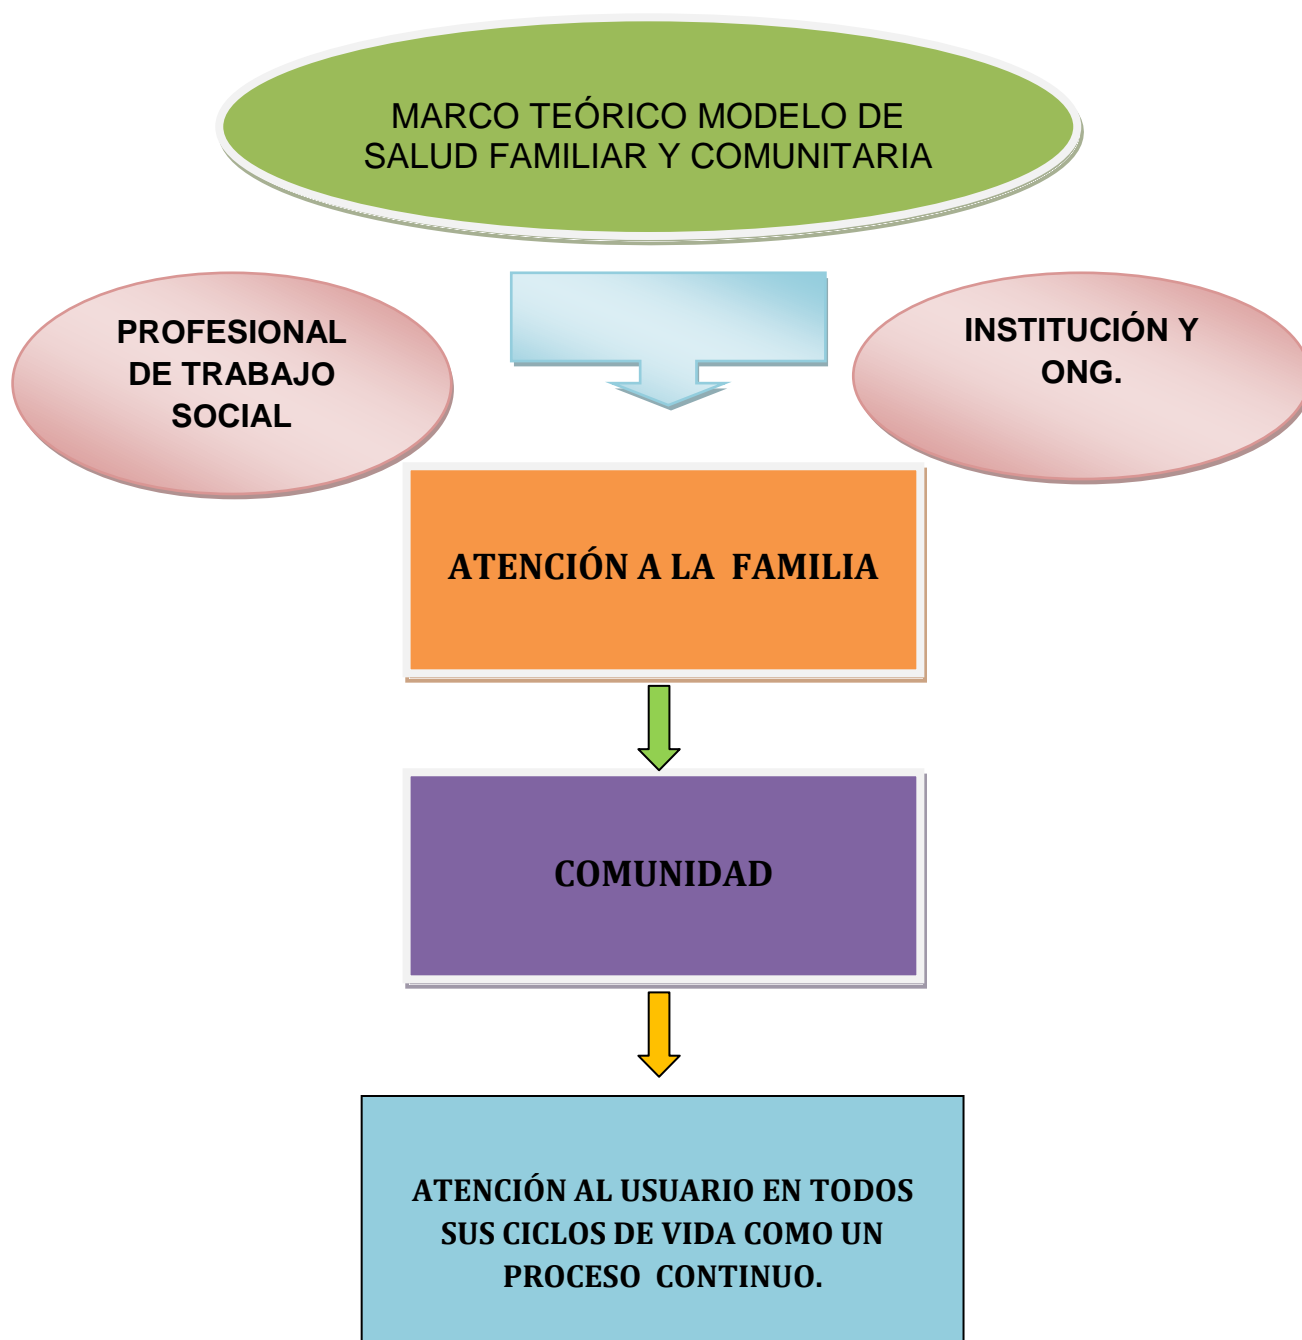 MARCO TEÓRICO MODELO DE
SALUD FAMILIAR Y COMUNITARIA
PROFESIONAL
DE TRABAJO
SOCIAL
INSTITUCIÓN Y
ONG.
ATENCIÓN A LA FAMILIA
COMUNIDAD
ATENCIÓN AL USUARIO EN TODOS
SUS CICLOS DE VIDA COMO UN
PROCESO CONTINUO.